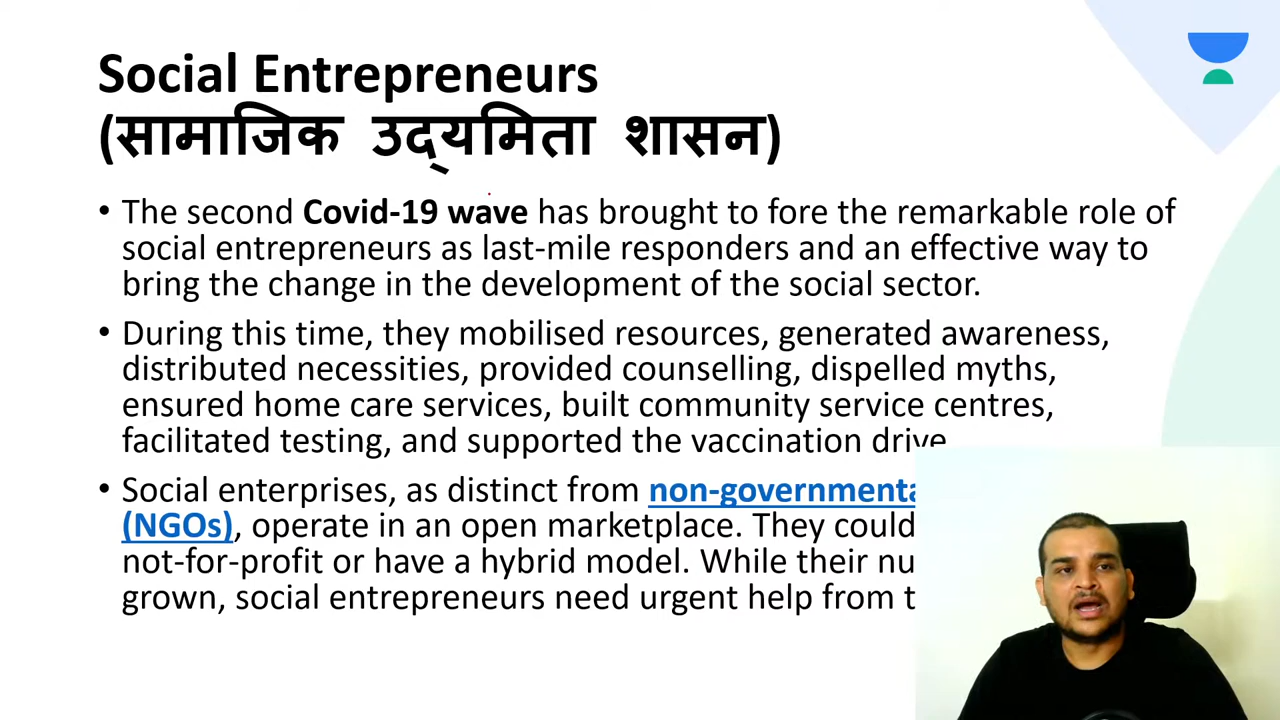 Social Entrepreneurs
(सामाजिक उद्यमिता शासन)
• The second Covid-19 wave has brought to fore the remarkable role of
social entrepreneurs as last-mile responders and an effective way to
bring the change in the development of the social sector.
• During this time, they mobilised resources, generated awareness,
distributed necessities, provided counselling, dispelled myths,
ensured home care services, built community service centres,
facilitated testing, and supported the vaccination drive
• Social enterprises, as distinct from
(NGOs), operate in an open marketplace. They could
not-for-profit or have a hybrid model. While their
grown, social entrepreneurs need urgent help from